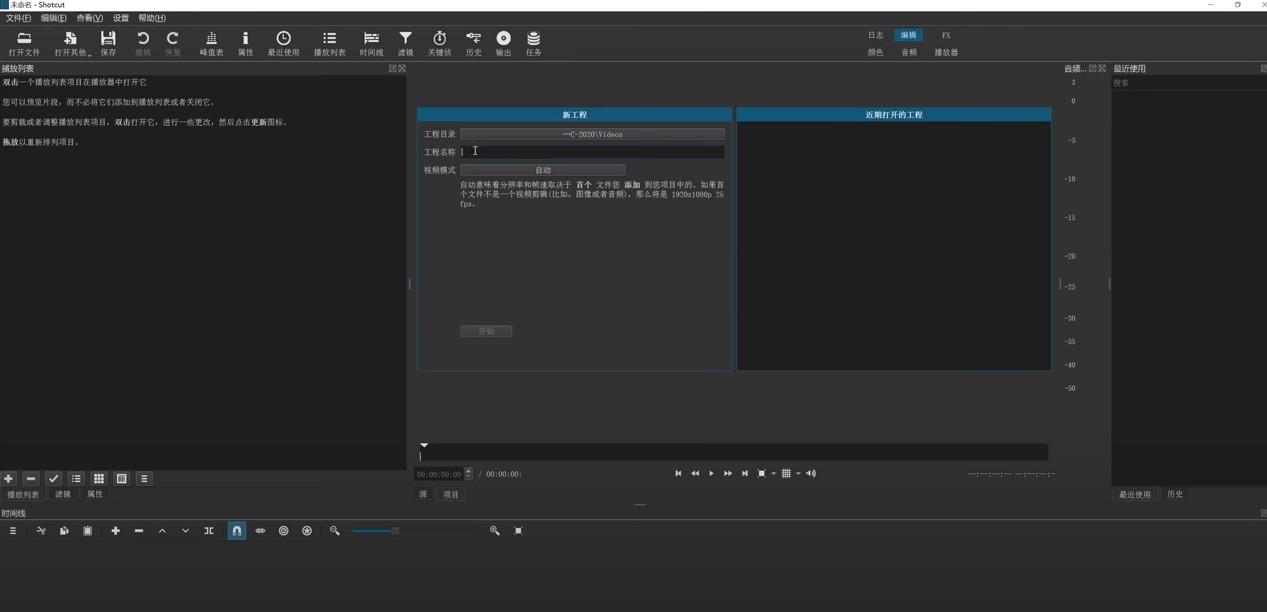 未命名 - Shotcut
文件(F) 编辑(E) 查看(V) 设置 帮助(H)
打开文件 打开其他 保存 撤销 恢复 峰值表 属性 最近使用 播放列表 时间线 滤镜 关键帧 历史 输出 任务
日志 编辑 FX
颜色 音频 播放器
播放列表
双击一个播放列表项目在播放器中打开它
您可以预览片段，而不必将它们添加到播放列表或者关闭它。
要剪裁或者调整播放列表项目，双击打开它，进行一些更改，然后点击更新图标。
拖放以重新排列项目。
新工程
工程目录 …C-2020\Videos
工程名称
视频模式 自动
自动意味着分辨率和帧速取决于 首个 文件您 添加 到您项目中的。如果首
个文件不是一个视频剪辑(比如，图像或者音频)，那么将是 1920x1080p 25
fps。
开始
近期打开的工程
音频...
3
0
-5
-10
-15
-20
-25
-30
-35
-40
-50
最近使用
搜索
00:00:00:00 / 00:00:00:
--:--:--:-- --:--:--:--
播放列表 滤镜 属性
源 项目
最近使用 历史
时间线